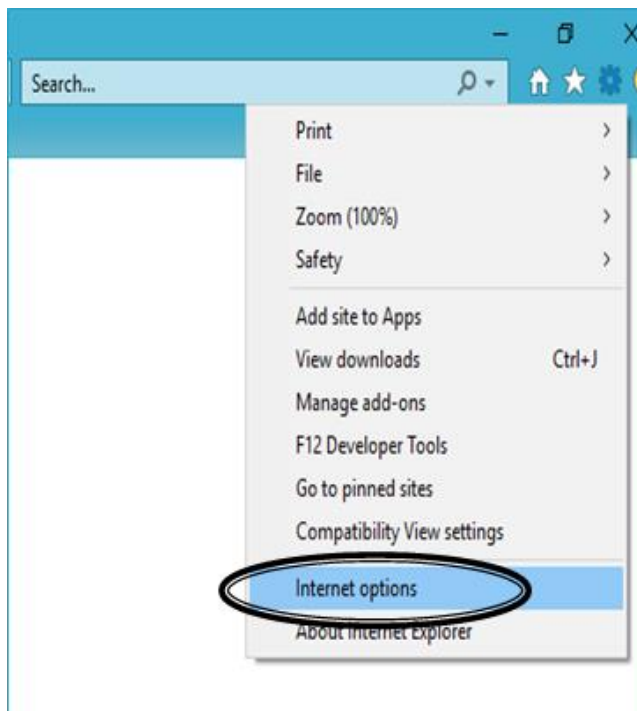 Search...
Print
File
Zoom (100%)
Safety
Add site to Apps
View downloads Ctrl+J
Manage add-ons
F12 Developer Tools
Go to pinned sites
Compatibility View settings
Internet options
About Internet Explorer